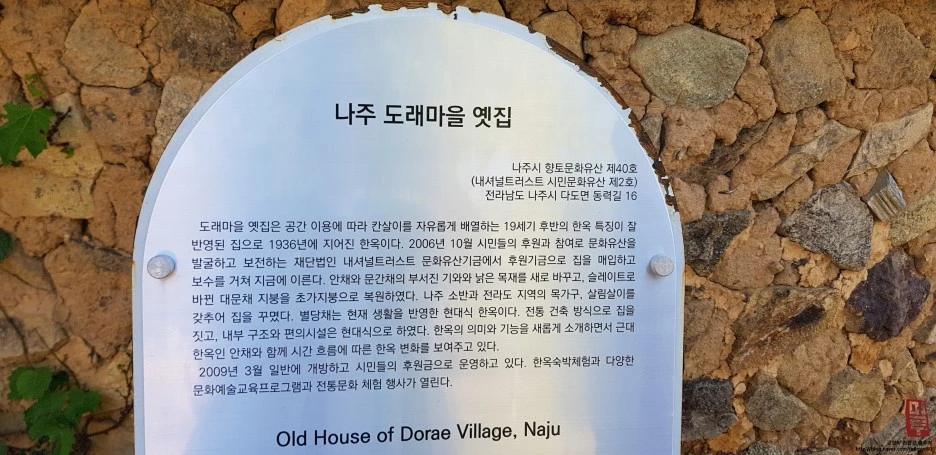 나주 도래마을 옛집
나주시 향토문화유산 제40호
(내셔널트러스트 시민문화유산 제2호)
전라남도 나주시 다도면 동력길 16
도래마을 옛집은 공간 이용에 따라 칸살이를 자유롭게 배열하는 19세기 후반의 한옥 특징이 잘
반영된 집으로 1936년에 지어진 한옥이다. 2006년 10월 시민들의 후원과 참여로 문화유산을
발굴하고 보전하는 재단법인 내셔널트러스트 문화유산기금에서 후원기금으로 집을 매입하고
보수를 거쳐 지금에 이른다. 안채와 문간채의 부서진 기와와 낡은 목재를 새로 바꾸고, 슬레이트로
바뀐 대문채 지붕을 초가지붕으로 복원하였다. 나주 소반과 전라도 지역의 목가구, 살림살이를
갖추어 집을 꾸몄다. 별당채는 현재 생활을 반영한 현대식 한옥이다. 전통 건축 방식으로 집을
짓고, 내부 구조와 편의시설은 현대식으로 하였다. 한옥의 의미와 기능을 새롭게 소개하면서 근대
한옥인 안채와 함께 시간 흐름에 따른 한옥 변화를 보여주고 있다.
2009년 3월 일반에 개방하고 시민들의 후원금으로 운영하고 있다. 한옥숙박체험과 다양한
문화예술교육프로그램과 전통문화 체험 행사가 열린다.
Old House of Dorae Village, Naju